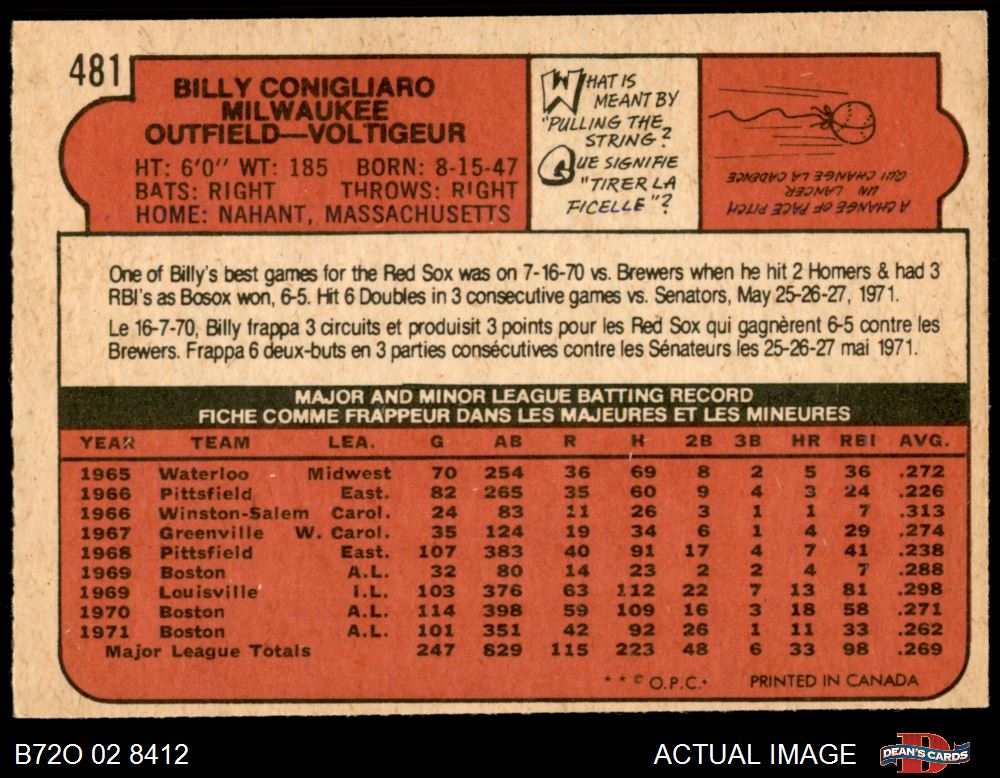 481
BILLY CONIGLIARO
MILWAUKEE
OUTFIELD—VOLTIGEUR
HT: 6'0" WT: 185 BORN: 8-15-47
BATS: RIGHT THROWS: RIGHT
HOME: NAHANT, MASSACHUSETTS
WHAT IS
MEANT BY
"PULLING THE
STRING?
QUE SIGNIFIE
"TIRER LA
FICELLE"?
A CHANGE OF PACE PITCH
UN LANCER
QUI CHANGE LA CADENCE
One of Billy's best games for the Red Sox was on 7-16-70 vs. Brewers when he hit 2 Homers & had 3
RBI's as Bosox won, 6-5. Hit 6 Doubles in 3 consecutive games vs. Senators, May 25-26-27, 1971.
Le 16-7-70, Billy frappa 3 circuits et produisit 3 points pour les Red Sox qui gagnèrent 6-5 contre les
Brewers. Frappa 6 deux-buts en 3 parties consécutives contre les Sénateurs les 25-26-27 mai 1971.
MAJOR AND MINOR LEAGUE BATTING RECORD
FICHE COMME FRAPPEUR DANS LES MAJEURES ET LES MINEURES
YEAR TEAM LEA. G AB R H 2B 3B HR RBI AVG.
1965 Waterloo Midwest 70 254 36 69 8 2 5 36 .272
1966 Pittsfield East. 82 265 35 60 9 4 3 24 .226
1966 Winston-Salem Carol. 24 83 11 26 3 1 1 7 .313
1967 Greenville W. Carol. 35 124 19 34 6 1 4 29 .274
1968 Pittsfield East. 107 383 40 91 17 4 7 41 .238
1969 Boston A.L. 32 80 14 23 2 2 4 7 .288
1969 Louisville I.L. 103 376 63 112 22 7 13 81 .298
1970 Boston A.L. 114 398 59 109 16 3 18 58 .271
1971 Boston A.L. 101 351 42 92 26 1 11 33 .262
Major League Totals 247 829 115 223 48 6 33 98 .269
* * © O.P.C. PRINTED IN CANADA
B72O 02 8412 ACTUAL IMAGE DEAN'S CARDS